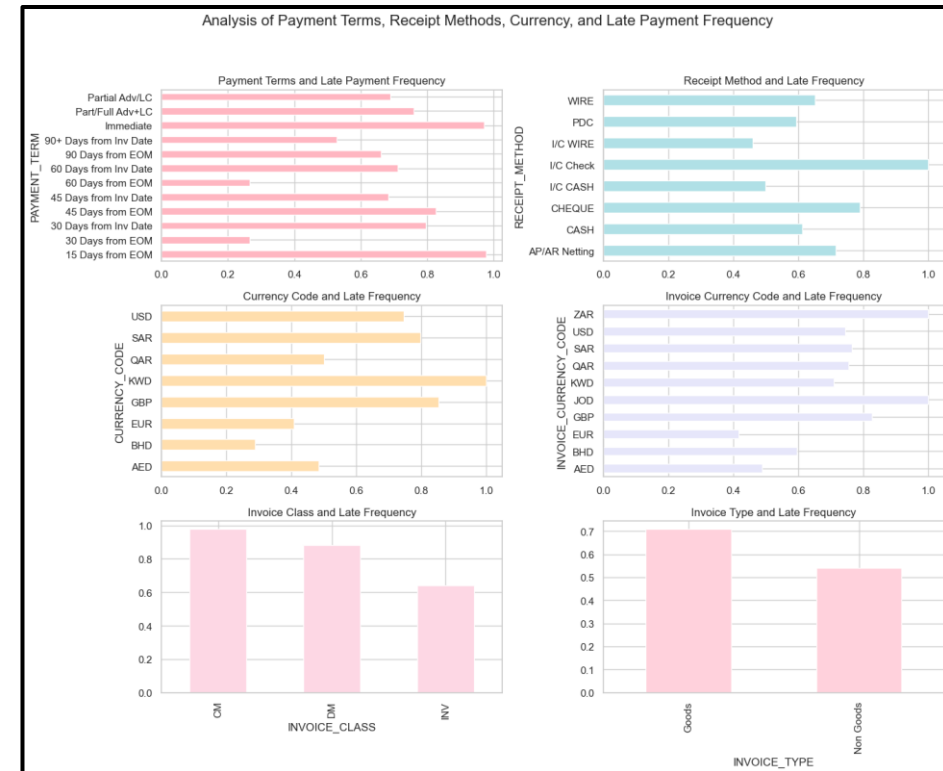 Analysis of Payment Terms, Receipt Methods, Currency, and Late Payment Frequency
Payment Terms and Late Payment Frequency
PAYMENT_TERM
Partial Adv/LC
Part/Full Adv+LC
Immediate
90+ Days from Inv Date
90 Days from EOM
60 Days from Inv Date
60 Days from EOM
45 Days from Inv Date
45 Days from EOM
30 Days from Inv Date
30 Days from EOM
15 Days from EOM
0.0 0.2 0.4 0.6 0.8 1.0
Receipt Method and Late Frequency
RECEIPT_METHOD
WIRE
PDC
I/C WIRE
I/C Check
I/C CASH
CHEQUE
CASH
AP/AR Netting
0.0 0.2 0.4 0.6 0.8 1.0
Currency Code and Late Frequency
CURRENCY_CODE
USD
SAR
QAR
KWD
GBP
EUR
BHD
AED
0.0 0.2 0.4 0.6 0.8 1.0
Invoice Currency Code and Late Frequency
INVOICE_CURRENCY_CODE
ZAR
USD
SAR
QAR
KWD
JOD
GBP
EUR
BHD
AED
0.0 0.2 0.4 0.6 0.8 1.0
Invoice Class and Late Frequency
1.0
0.8
0.6
0.4
0.2
0.0
CM DM INV
INVOICE_CLASS
Invoice Type and Late Frequency
0.7
0.6
0.5
0.4
0.3
0.2
0.1
0.0
Goods Non Goods
INVOICE_TYPE